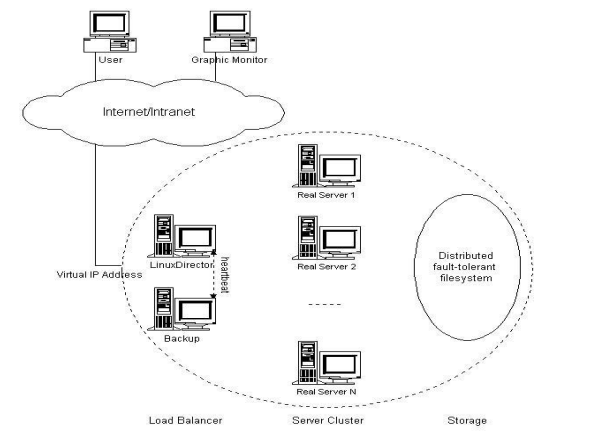 User
Graphic Monitor
Internet/Intranet
Real Server 1
LinuxDirector
Real Server 2
Distributed
fault-tolerant
filesystem
Virtual IP Address
heartbeat
Backup
Real Server N
Load Balancer
Server Cluster
Storage